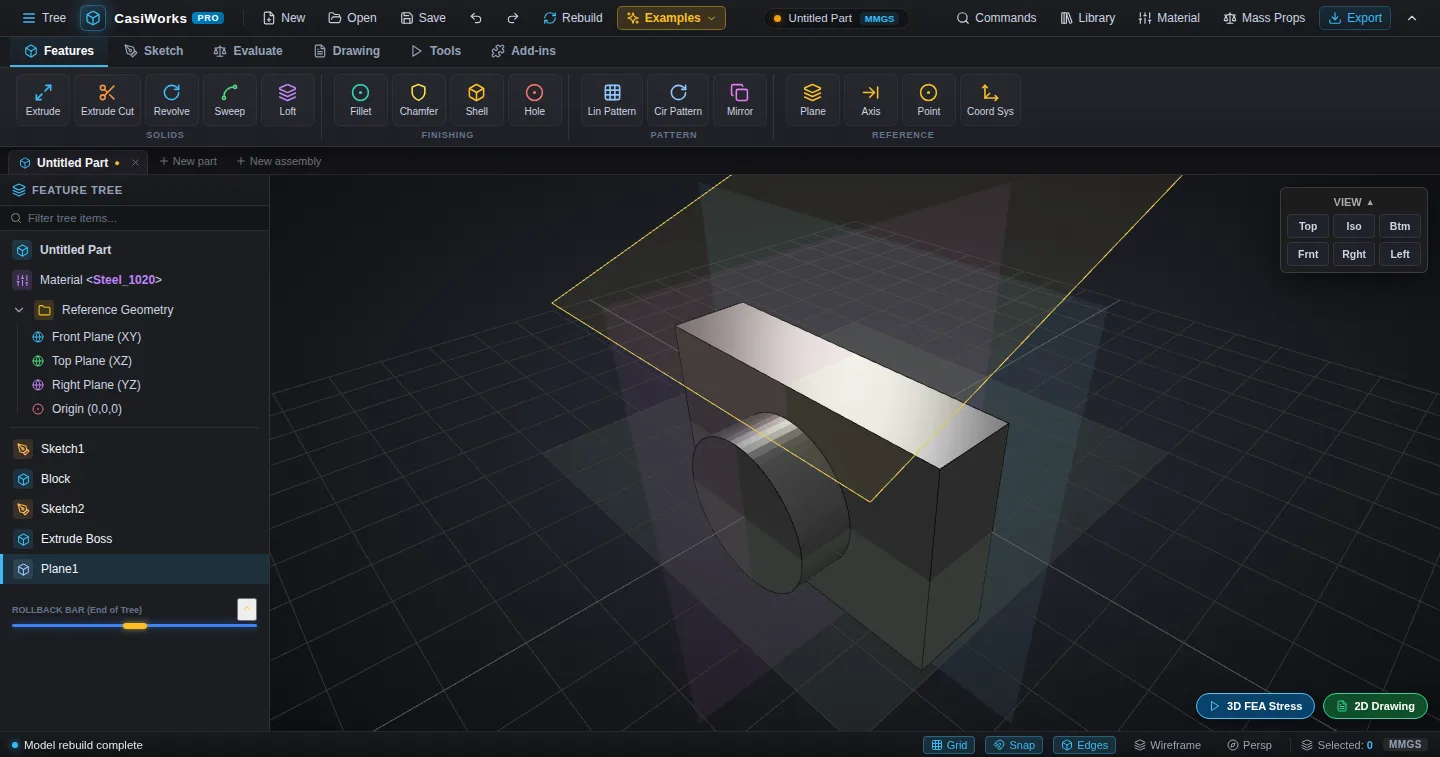 Tree CasiWorks PRO New Open Save Rebuild Examples Untitled Part MMGS Commands Library Material Mass Props Export
Features Sketch Evaluate Drawing Tools Add-ins
Extrude Extrude Cut Revolve Sweep Loft Fillet Chamfer Shell Hole Lin Pattern Cir Pattern Mirror Plane Axis Point Coord Sys
SOLIDS FINISHING PATTERN REFERENCE
Untitled Part New part New assembly
FEATURE TREE
Filter tree items...
Untitled Part
Material <Steel_1020>
Reference Geometry
Front Plane (XY)
Top Plane (XZ)
Right Plane (YZ)
Origin (0,0,0)
Sketch1
Block
Sketch2
Extrude Boss
Plane1
ROLLBACK BAR (End of Tree)
VIEW ▲
Top Iso Btm
Frnt Rght Left
3D FEA Stress 2D Drawing
Model rebuild complete Grid Snap Edges Wireframe Persp Selected: 0 MMGS